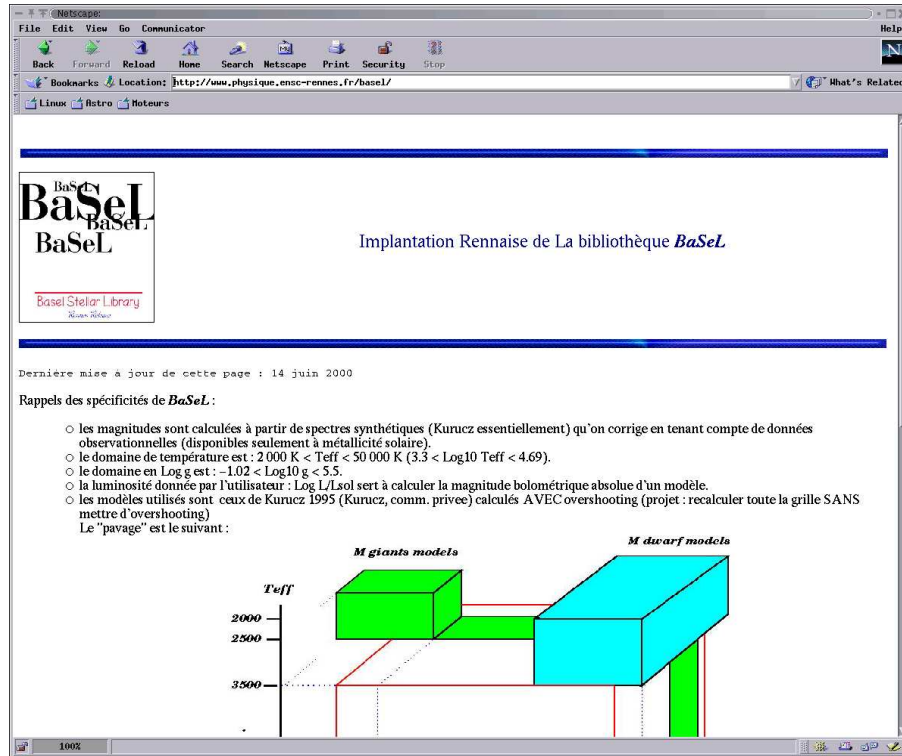 Netscape:
File Edit View Go Communicator Help
Back Forward Reload Home Search Netscape Print Security Stop
Bookmarks Location: http://www.physique.ensc-rennes.fr/basel/ What's Related
Linux Astro Moteurs
BaSeL
BaSeL
BaSeL
BaSeL
Basel Stellar Library
Implantation Rennaise de La bibliothèque BaSeL
Dernière mise à jour de cette page : 14 juin 2000
Rappels des spécificités de BaSeL :
les magnitudes sont calculées à partir de spectres synthétiques (Kurucz essentiellement) qu'on corrige en tenant compte de données
observationnelles (disponibles seulement à métallicité solaire).
le domaine de température est : 2 000 K < Teff < 50 000 K (3.3 < Log10 Teff < 4.69).
le domaine en Log g est : −1.02 < Log10 g < 5.5.
la luminosité donnée par l'utilisateur : Log L/Lsol sert à calculer la magnitude bolométrique absolue d'un modèle.
les modèles utilisés sont ceux de Kurucz 1995 (Kurucz, comm. privee) calculés AVEC overshooting (projet : recalculer toute la grille SANS
mettre d'overshooting)
Le "pavage" est le suivant :
M giants models
M dwarf models
Teff
2000
2500
3500
100%